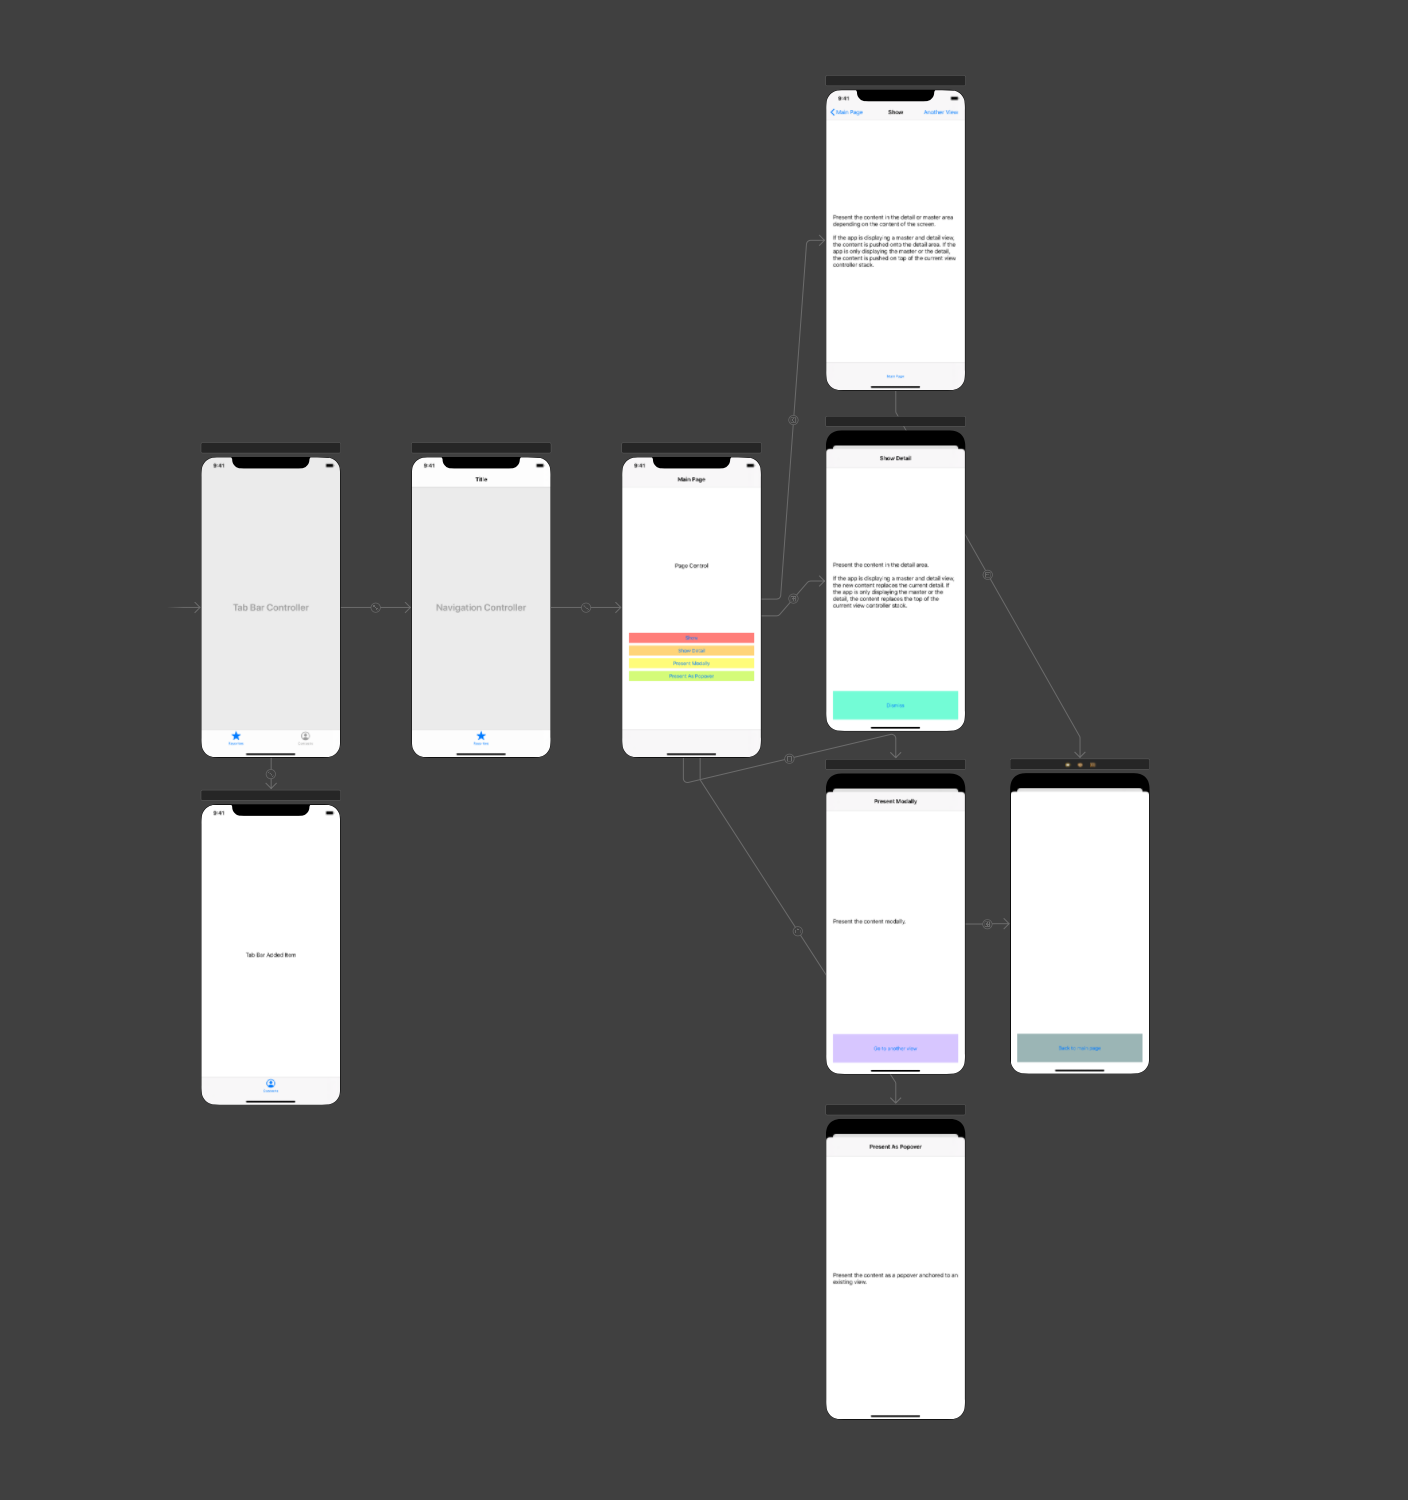 9:41
Main Page
Show
Another View
Present the content in the detail or master area
depending on the content of the screen.
If the app is displaying a master and detail view,
the content is pushed onto the detail area. If the
app is only displaying the master or the detail,
the content is pushed on top of the current view
controller stack.
Main Page
9:41
Tab Bar Controller
Favorites
Contacts
9:41
Title
Navigation Controller
Favorites
9:41
Main Page
Page Control
Show
Show Detail
Present Modally
Present As Popover
Show Detail
Present the content in the detail area.
If the app is displaying a master and detail view,
the new content replaces the current detail. If
the app is only displaying the master or the
detail, the content replaces the top of the
current view controller stack.
Dismiss
9:41
Tab Bar Added Item
Contacts
Present Modally
Present the content modally.
Go to another view
Back to main page
Present As Popover
Present the content as a popover anchored to an
existing view.